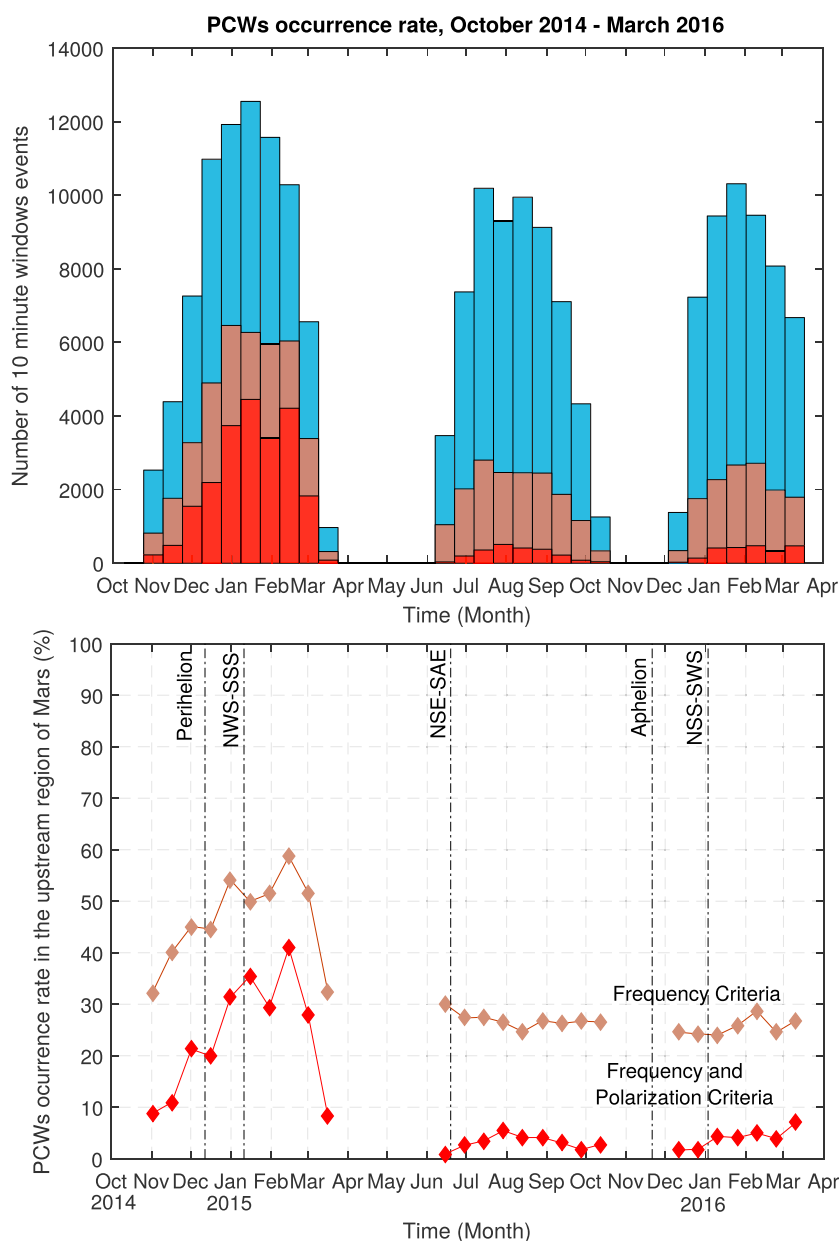 PCWs occurrence rate, October 2014 - March 2016
Number of 10 minute windows events
14000
12000
10000
8000
6000
4000
2000
0
Oct Nov Dec Jan Feb Mar Apr May Jun Jul Aug Sep Oct Nov Dec Jan Feb Mar Apr
Time (Month)
PCWs ocurrence rate in the upstream region of Mars (%)
100
90
80
70
60
50
40
30
20
10
0
Perihelion
NWS-SSS
NSE-SAE
Aphelion
NSS-SWS
Frequency Criteria
Frequency and
Polarization Criteria
Oct Nov Dec Jan Feb Mar Apr May Jun Jul Aug Sep Oct Nov Dec Jan Feb Mar Apr
2014 2015 2016
Time (Month)